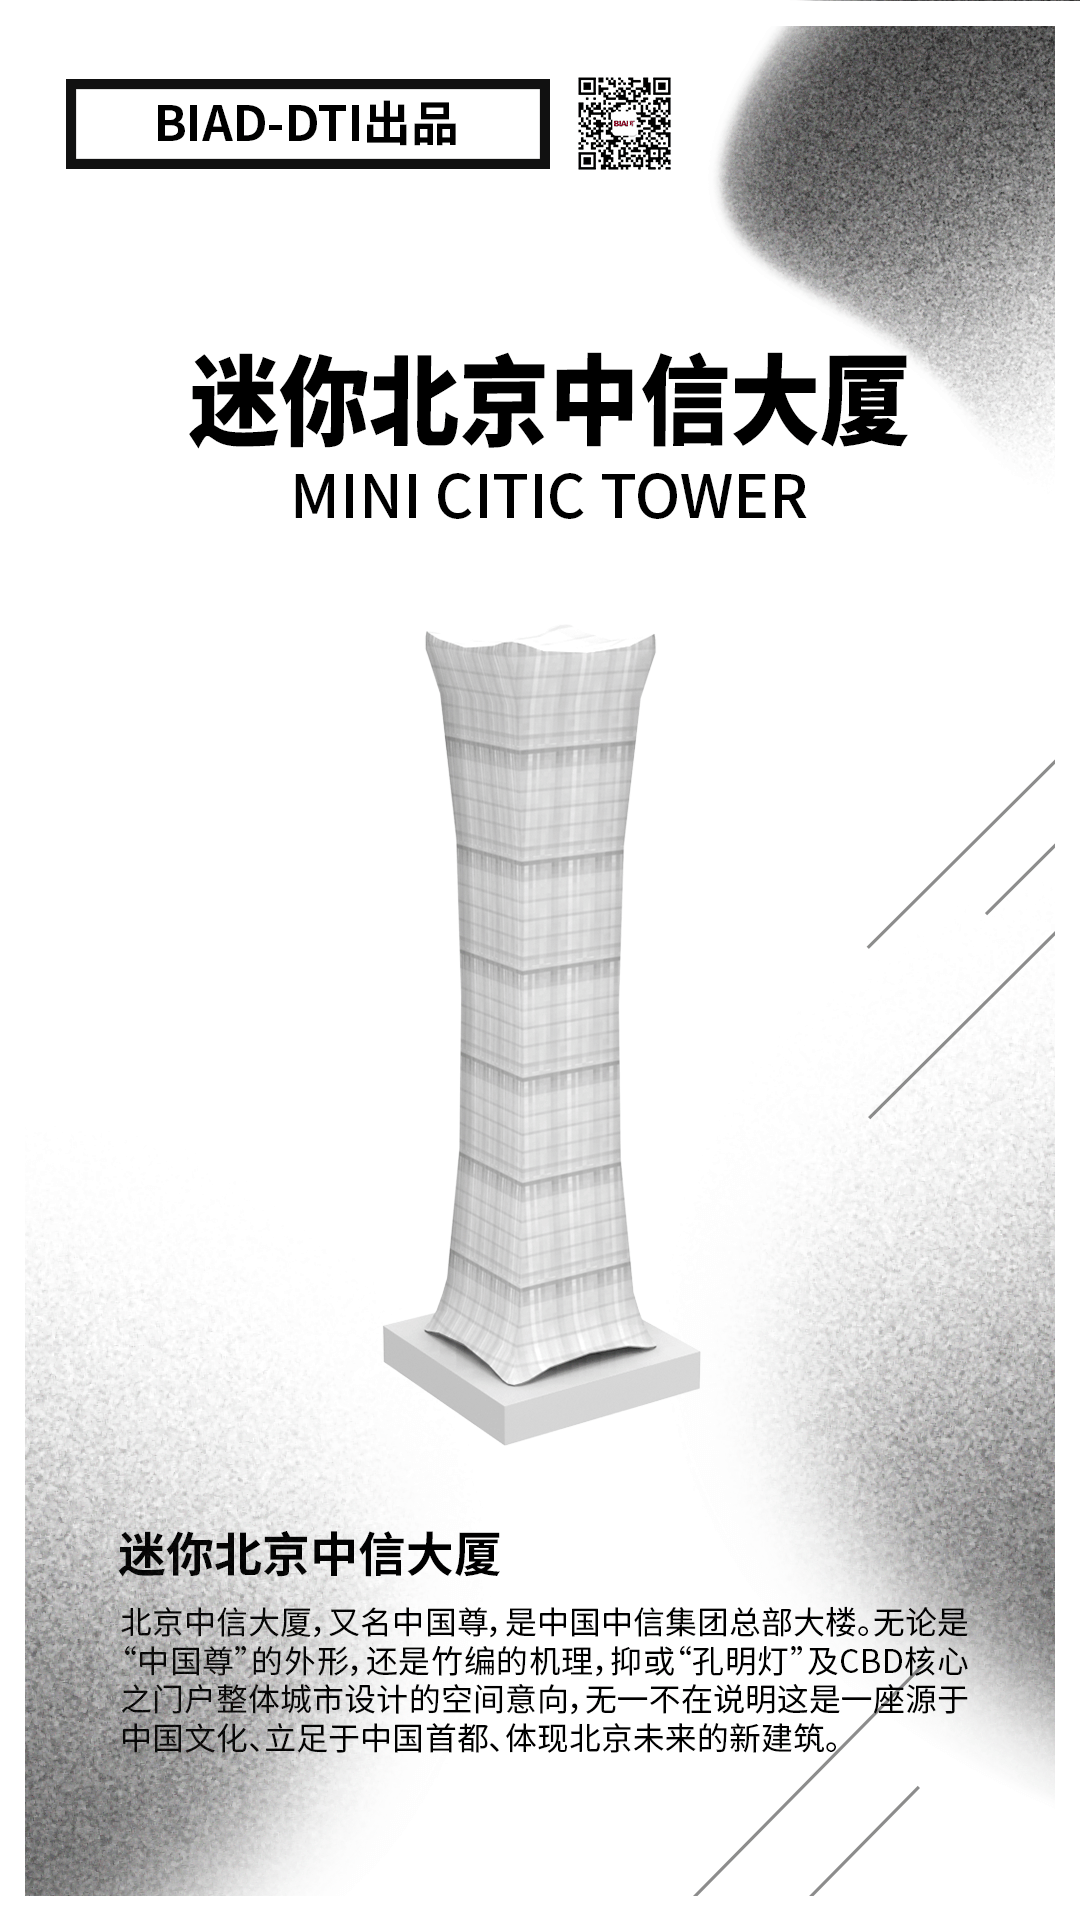 BIAD-DTI出品
BIAD
迷你北京中信大厦
MINI CITIC TOWER
迷你北京中信大厦
北京中信大厦，又名中国尊，是中国中信集团总部大楼。无论是
“中国尊”的外形，还是竹编的机理，抑或“孔明灯”及CBD核心
之门户整体城市设计的空间意向，无一不在说明这是一座源于
中国文化、立足于中国首都、体现北京未来的新建筑。